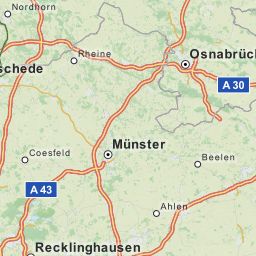 Nordhorn
Rheine
Osnabrück
schede
A 30
Coesfeld
Münster
Beelen
A 43
Ahlen
Recklinghausen